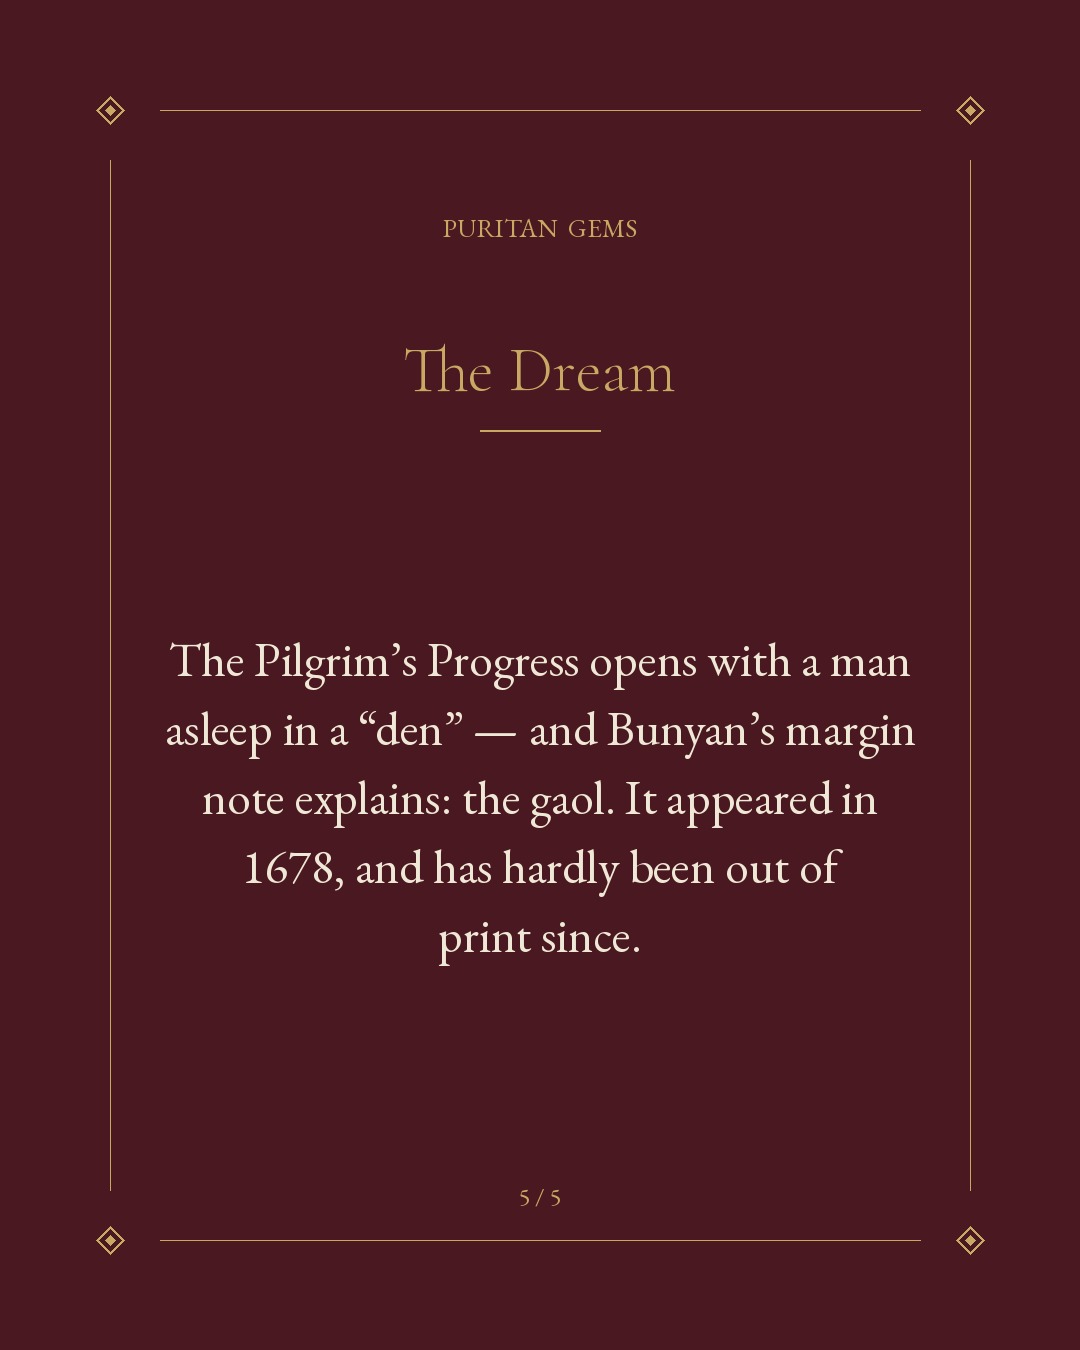 PURITAN GEMS
The Dream
The Pilgrim’s Progress opens with a man
asleep in a “den” — and Bunyan’s margin
note explains: the gaol. It appeared in
1678, and has hardly been out of
print since.
5 / 5